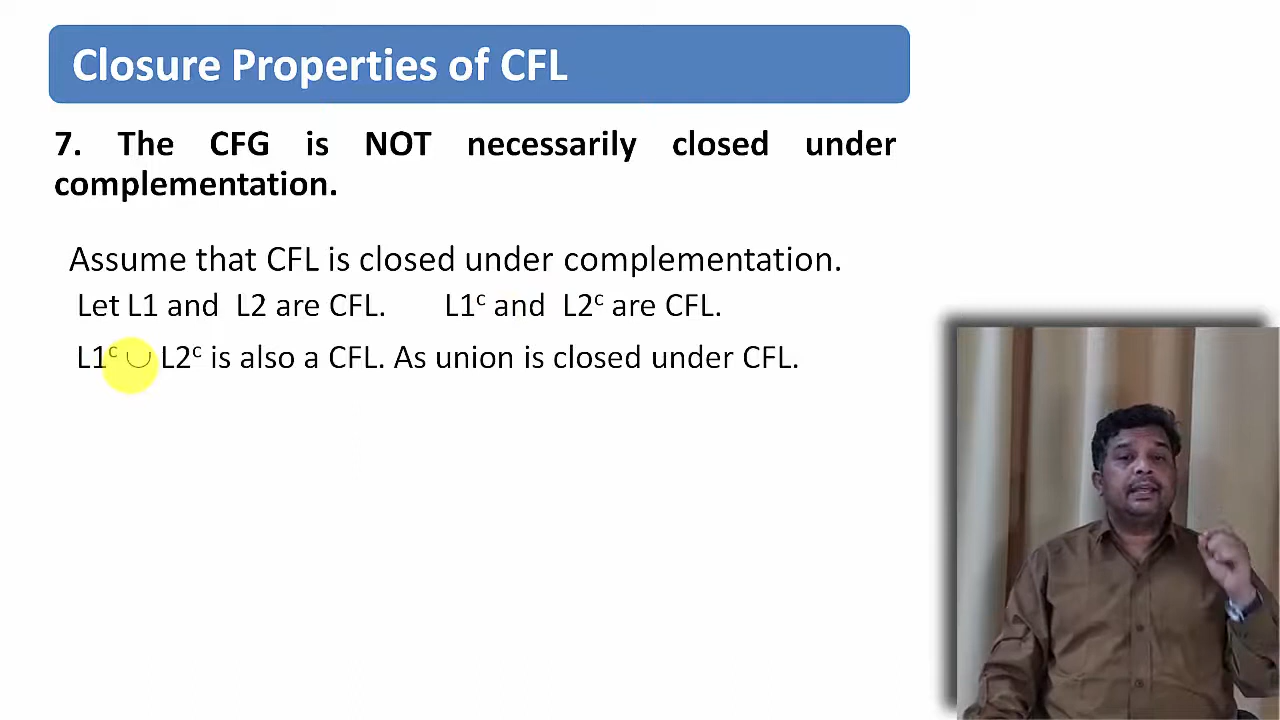 Closure Properties of CFL
7. The CFG is NOT necessarily closed under
complementation.
Assume that CFL is closed under complementation.
Let L1 and L2 are CFL. L1ᶜ and L2ᶜ are CFL.
L1ᶜ ∪ L2ᶜ is also a CFL. As union is closed under CFL.